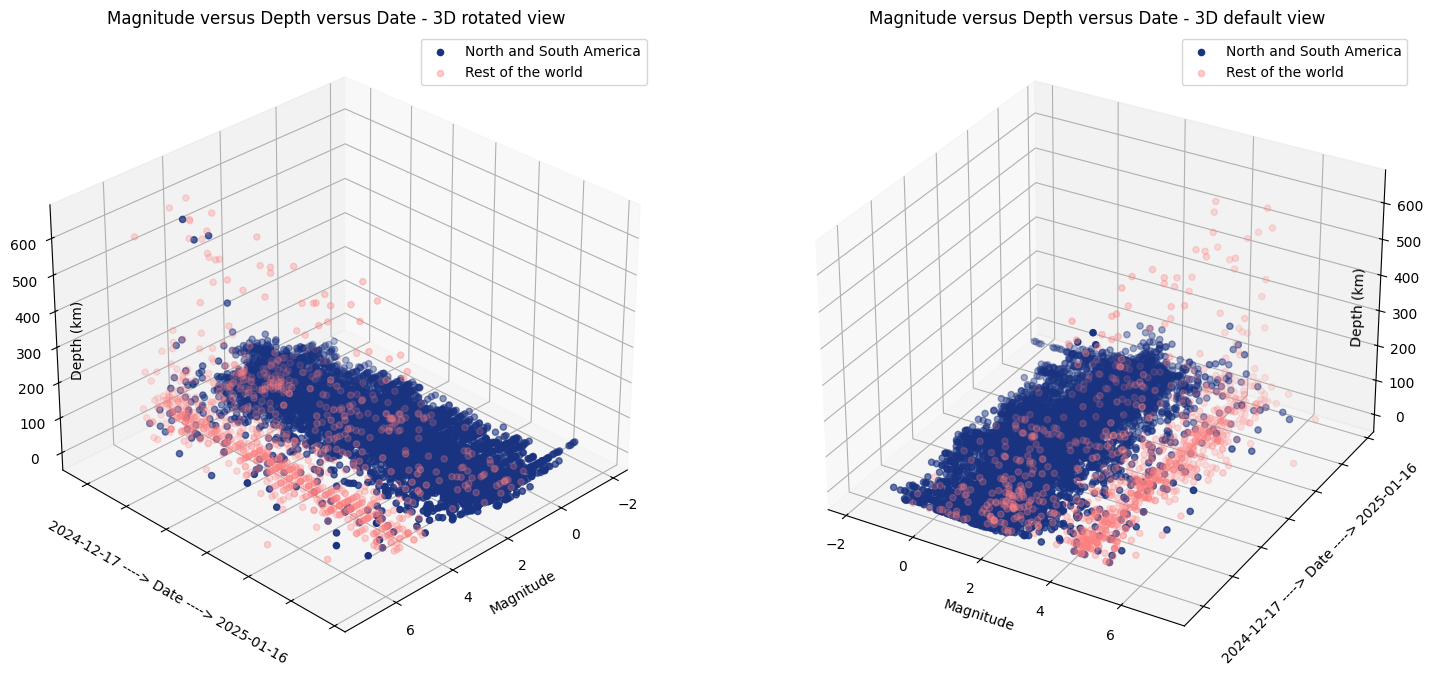 Magnitude versus Depth versus Date - 3D rotated view
North and South America
Rest of the world
600
500
400
300
200
100
0
Depth (km)
2024-12-17 ----> Date ----> 2025-01-16
6
4
2
0
−2
Magnitude
Magnitude versus Depth versus Date - 3D default view
North and South America
Rest of the world
600
500
400
300
200
100
0
Depth (km)
−2
0
2
4
6
Magnitude
2024-12-17 ----> Date ----> 2025-01-16